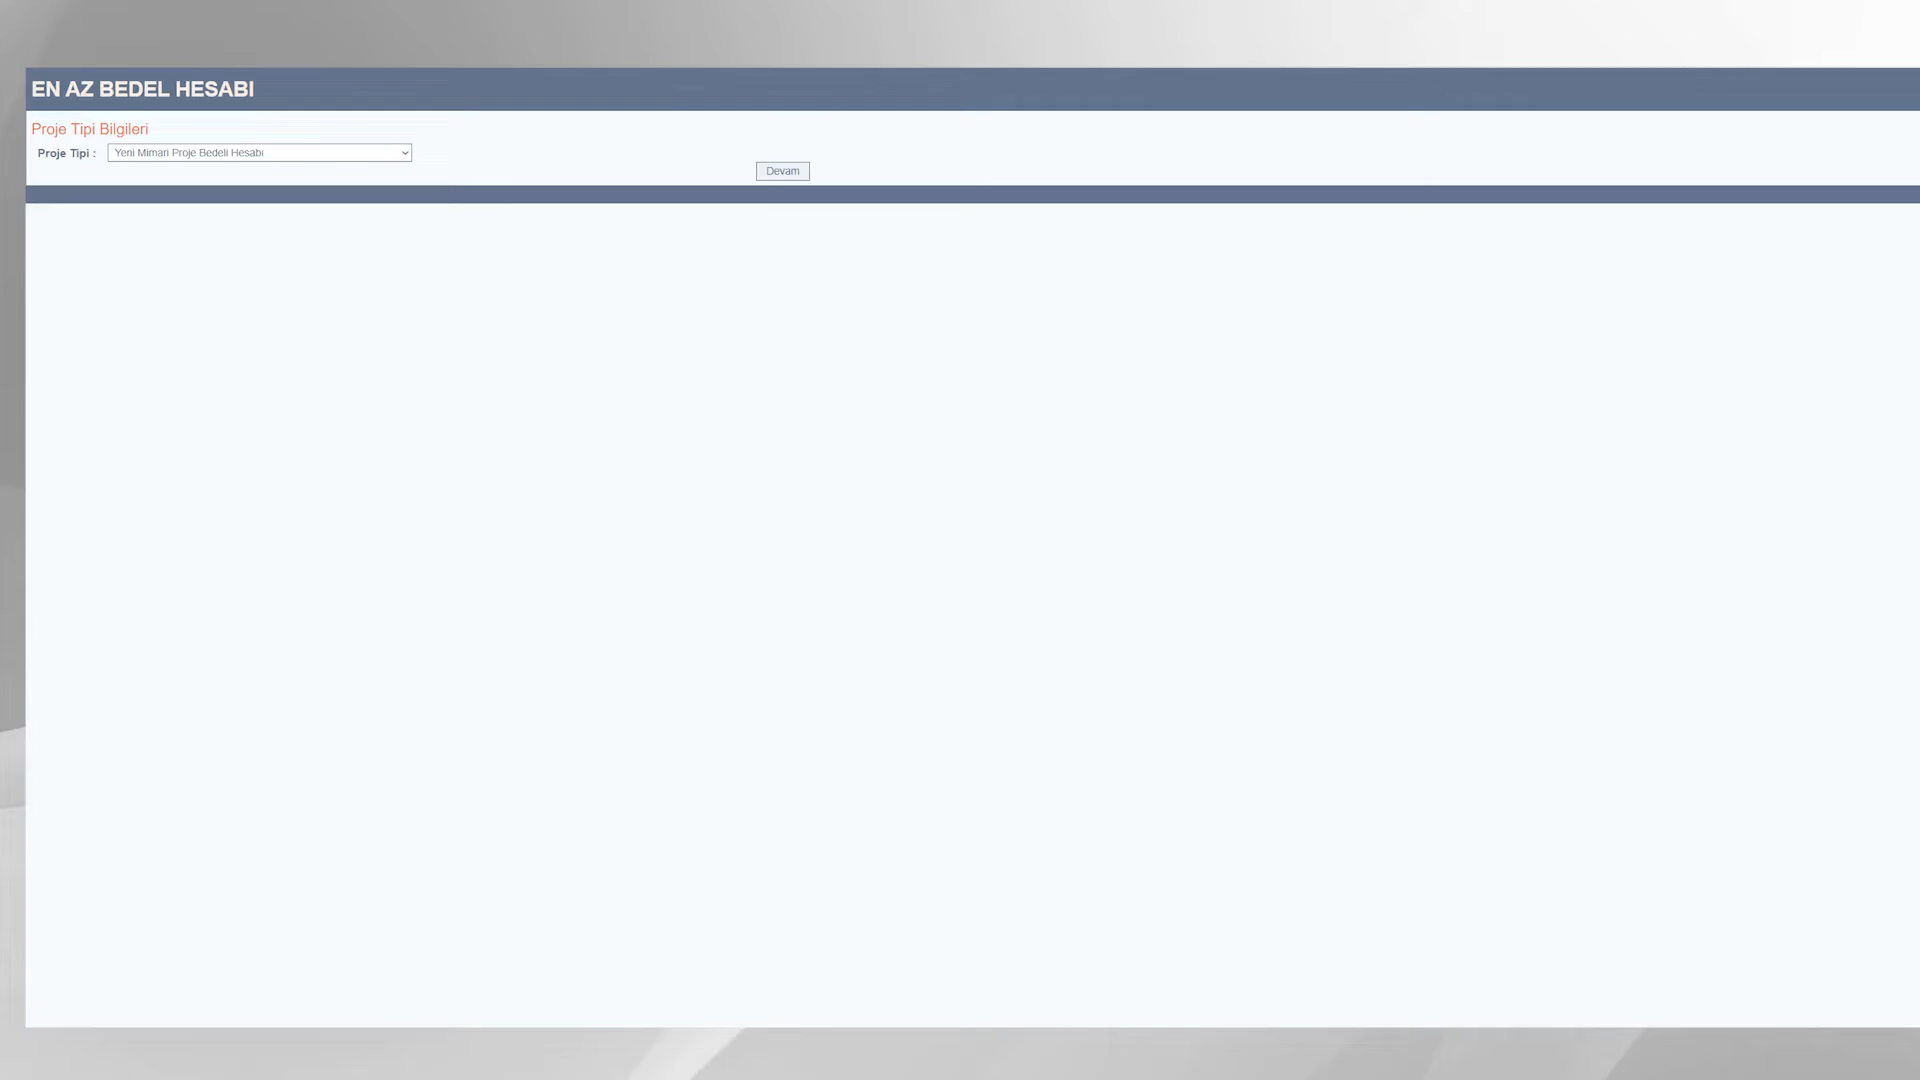 EN AZ BEDEL HESABI
Proje Tipi Bilgileri
Proje Tipi : Yeni Mimari Proje Bedeli Hesabı
Devam